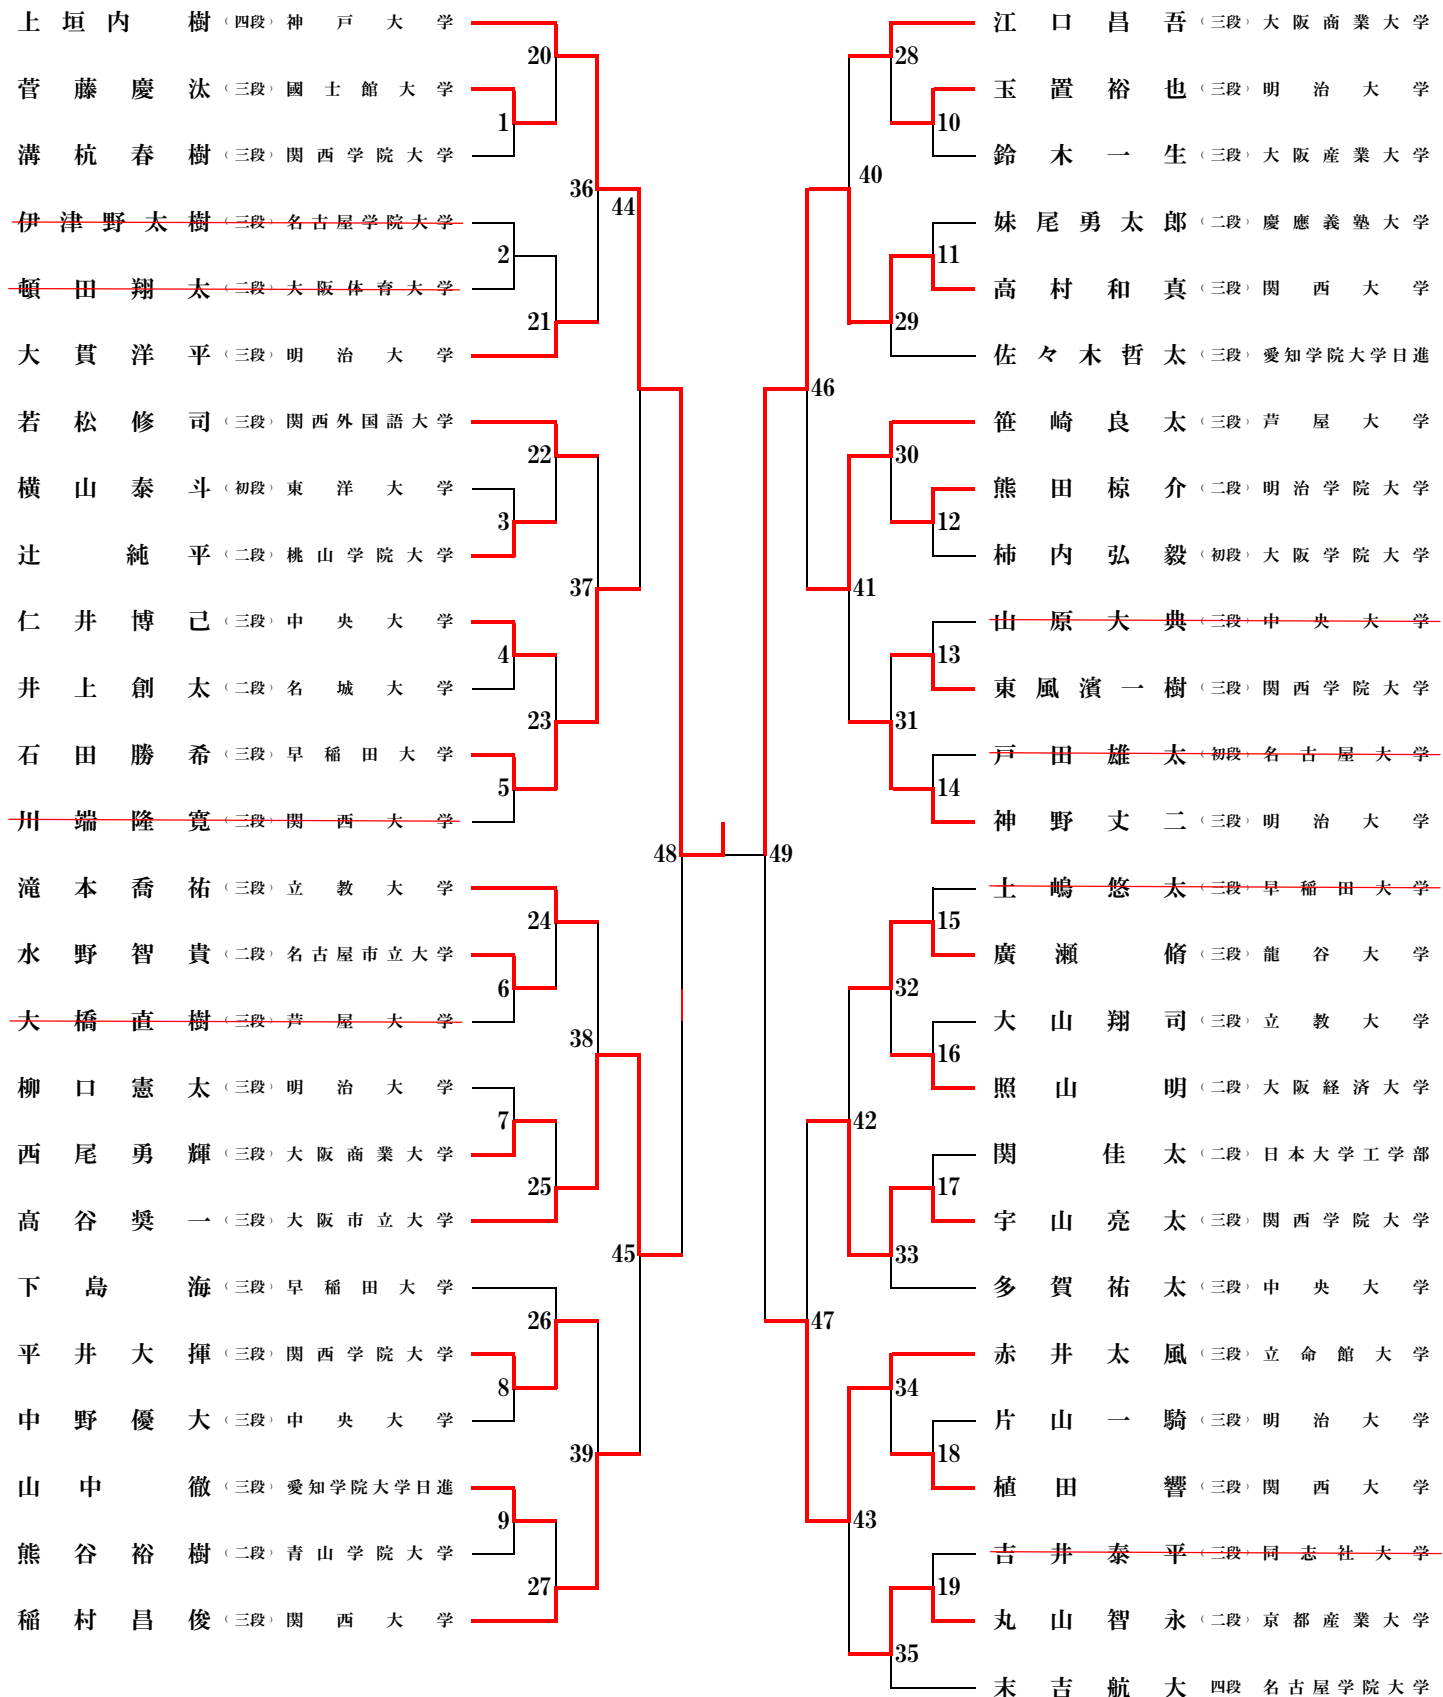 上垣内 樹 (四段) 神戸大学
20
菅藤慶汰 (三段) 國士館大学
1
溝杭春樹 (三段) 関西学院大学
36
44
伊津野太樹 (三段) 名古屋学院大学
2
頓田翔太 (二段) 大阪体育大学
21
大貫洋平 (三段) 明治大学
若松修司 (三段) 関西外国語大学
22
横山泰斗 (初段) 東洋大学
3
辻 純平 (二段) 桃山学院大学
37
仁井博己 (三段) 中央大学
4
井上創太 (二段) 名城大学
23
石田勝希 (三段) 早稲田大学
5
川端隆寛 (三段) 関西大学
48
滝本喬祐 (三段) 立教大学
24
水野智貴 (二段) 名古屋市立大学
6
大橋直樹 (三段) 芦屋大学
38
柳口憲太 (三段) 明治大学
7
西尾勇輝 (三段) 大阪商業大学
25
髙谷奨一 (三段) 大阪市立大学
45
下島 海 (三段) 早稲田大学
26
平井大揮 (三段) 関西学院大学
8
中野優大 (三段) 中央大学
39
山中 徹 (三段) 愛知学院大学日進
9
熊谷裕樹 (二段) 青山学院大学
27
稲村昌俊 (三段) 関西大学
江口昌吾 (三段) 大阪商業大学
28
玉置裕也 (三段) 明治大学
10
鈴木一生 (三段) 大阪産業大学
40
妹尾勇太郎 (二段) 慶應義塾大学
11
高村和真 (三段) 関西大学
29
佐々木哲太 (三段) 愛知学院大学日進
46
笹崎良太 (三段) 芦屋大学
30
熊田椋介 (二段) 明治学院大学
12
柿内弘毅 (初段) 大阪学院大学
41
山原大典 (三段) 中央大学
13
東風濱一樹 (三段) 関西学院大学
31
戸田雄太 (初段) 名古屋大学
14
神野丈二 (三段) 明治大学
49
土嶋悠太 (三段) 早稲田大学
15
廣瀬 脩 (三段) 龍谷大学
32
大山翔司 (三段) 立教大学
16
照山 明 (二段) 大阪経済大学
42
関 佳太 (二段) 日本大学工学部
17
宇山亮太 (三段) 関西学院大学
33
多賀祐太 (三段) 中央大学
47
赤井太風 (三段) 立命館大学
34
片山一騎 (三段) 明治大学
18
植田 響 (三段) 関西大学
43
吉井泰平 (三段) 同志社大学
19
丸山智永 (二段) 京都産業大学
35
末吉航大 四段 名古屋学院大学